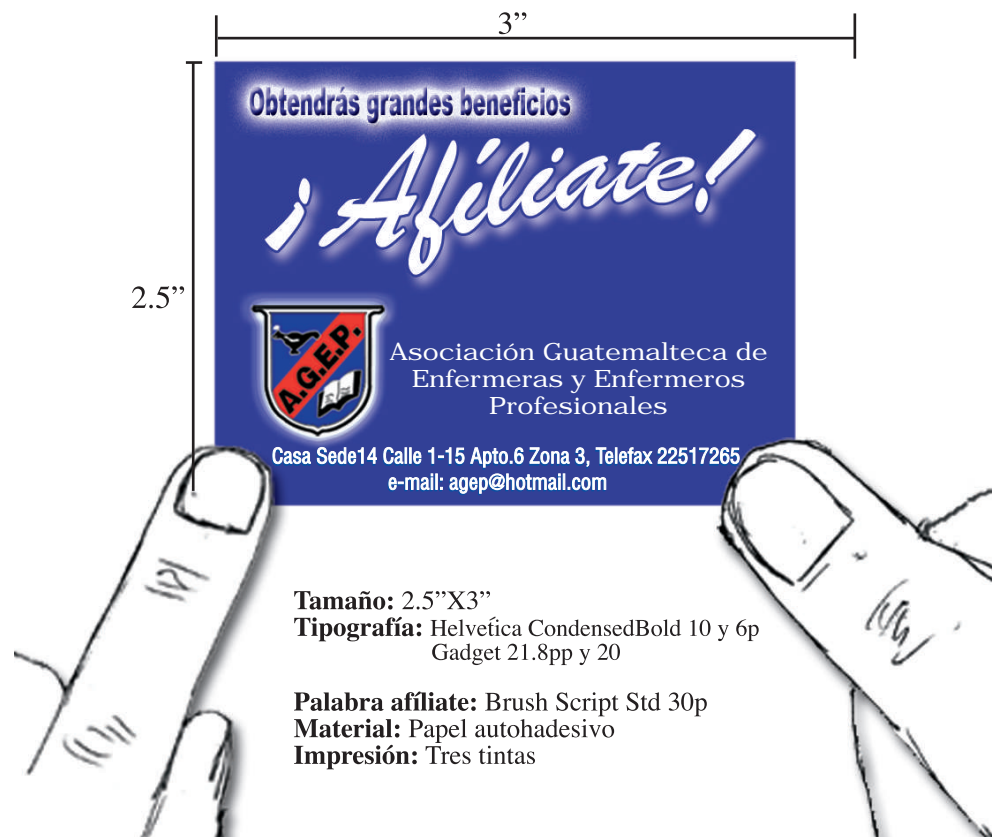 3”
Obtendrás grandes beneficios
¡Afíliate!
2.5”
A.G.E.P.
Asociación Guatemalteca de
Enfermeras y Enfermeros
Profesionales
Casa Sede14 Calle 1-15 Apto.6 Zona 3, Telefax 22517265
e-mail: agep@hotmail.com
Tamaño: 2.5”X3”
Tipografía: Helvetica CondensedBold 10 y 6p
Gadget 21.8pp y 20
Palabra afíliate: Brush Script Std 30p
Material: Papel autohadesivo
Impresión: Tres tintas